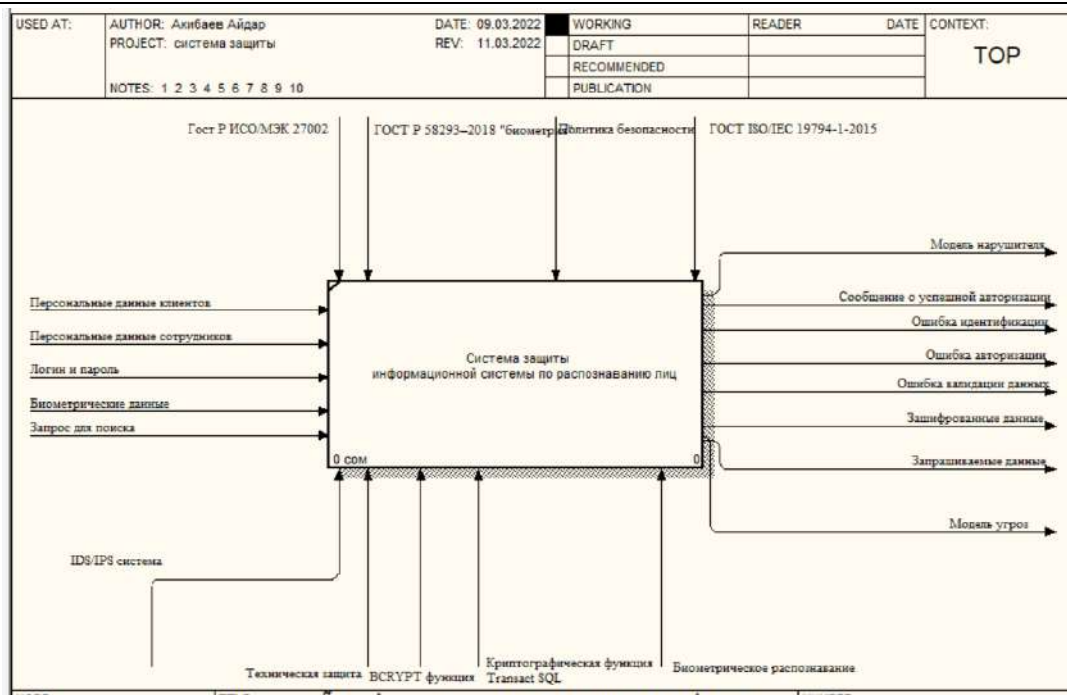 USED AT:
AUTHOR: Акибаев Айдар
DATE: 09.03.2022
WORKING
READER
DATE
CONTEXT:
PROJECT: система защиты
REV: 11.03.2022
DRAFT
TOP
RECOMMENDED
NOTES: 1 2 3 4 5 6 7 8 9 10
PUBLICATION
Гост Р ИСО/МЭК 27002
ГОСТ Р 58293–2018 "биометрия
Политика безопасности
ГОСТ ISO/IEC 19794-1-2015
Модель нарушителя
Персональные данные клиентов
Сообщение о успешной авторизации
Ошибка идентификации
Персональные данные сотрудников
Система защиты
информационной системы по распознаванию лиц
Ошибка авторизации
Логин и пароль
Ошибка валидации данных
Биометрические данные
Зашифрованные данные
Запрос для поиска
0 сом
0
Запрашиваемые данные
Модель угроз
IDS/IPS система
Техническая защита
BCRYPT функция
Криптографическая функция
Transact SQL
Биометрическое распознавание